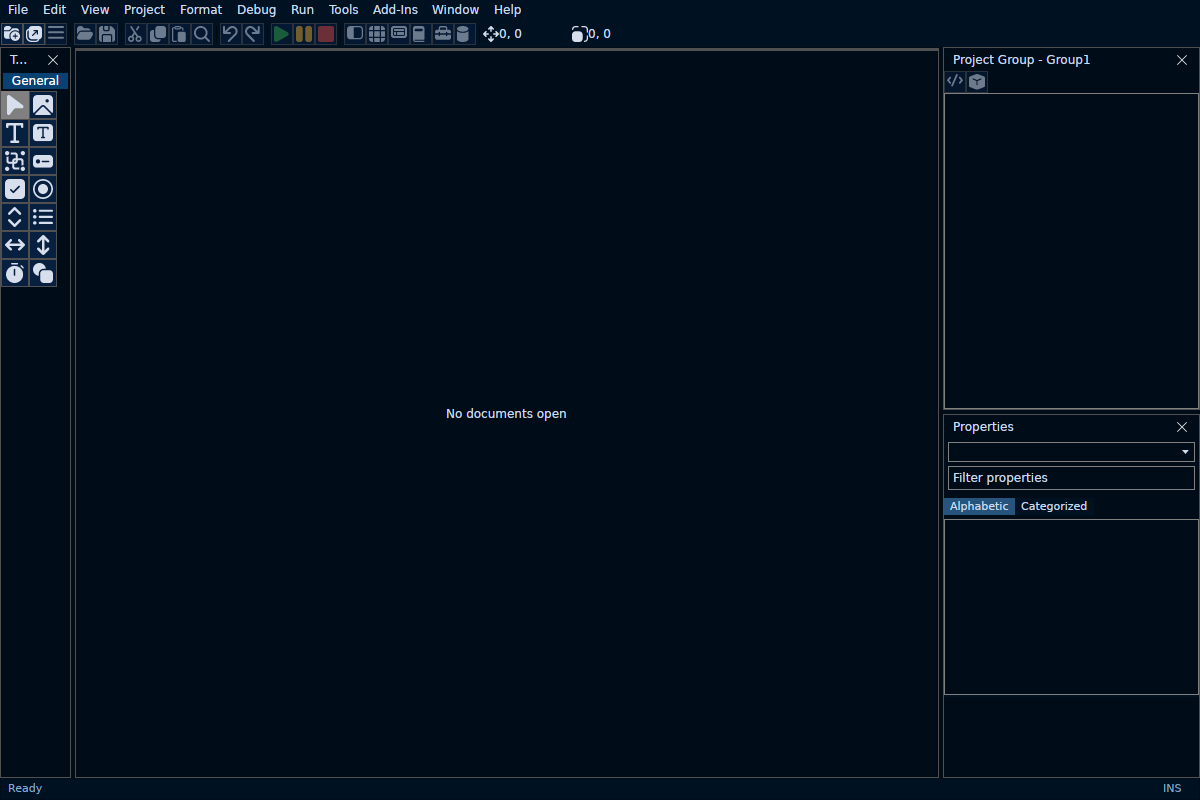 File Edit View Project Format Debug Run Tools Add-Ins Window Help
0, 0 0, 0
T...
General
No documents open
Project Group - Group1
Properties
Filter properties
Alphabetic Categorized
Ready INS